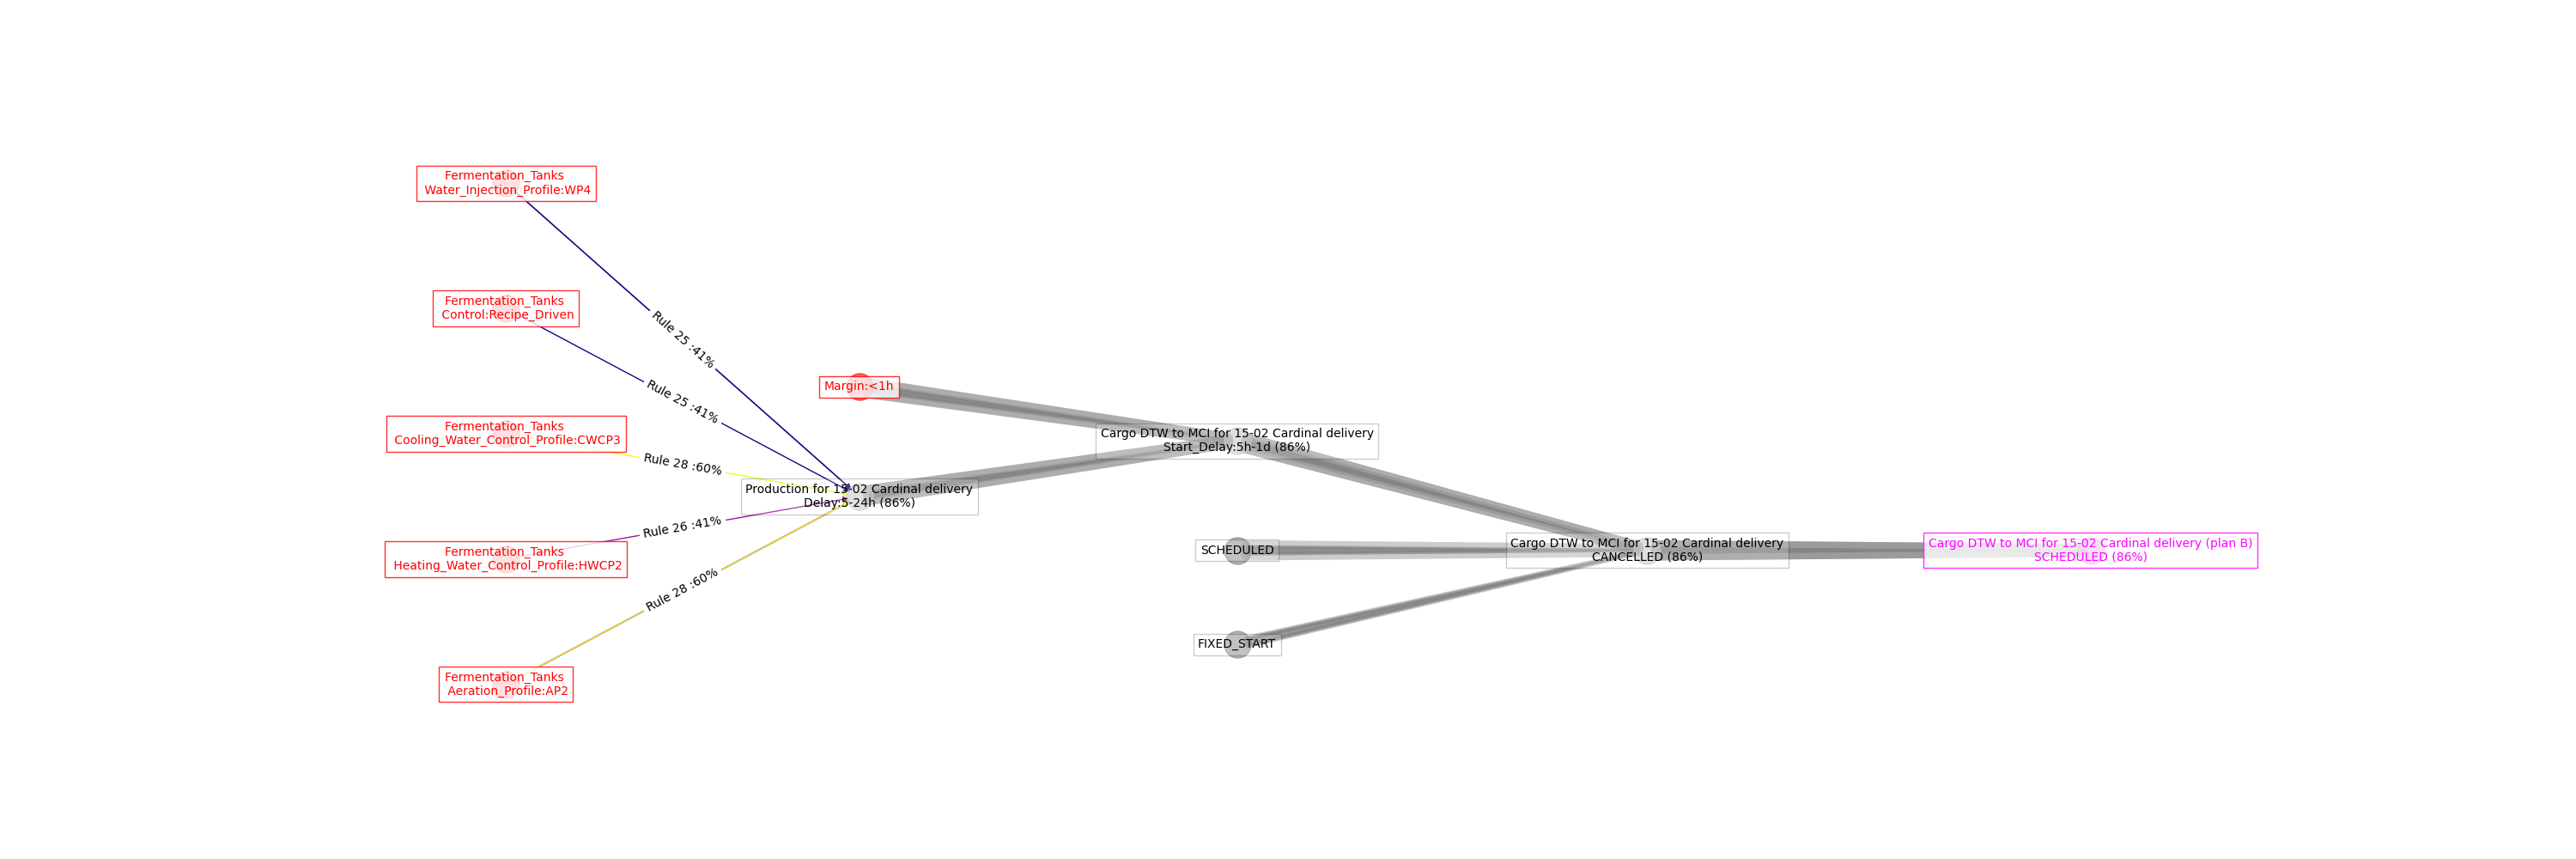 Fermentation_Tanks
Water_Injection_Profile:WP4
Fermentation_Tanks
Control:Recipe_Driven
Fermentation_Tanks
Cooling_Water_Control_Profile:CWCP3
Fermentation_Tanks
Heating_Water_Control_Profile:HWCP2
Fermentation_Tanks
Aeration_Profile:AP2
Rule 25 :41%
Rule 25 :41%
Rule 28 :60%
Rule 26 :41%
Rule 28 :60%
Margin:<1h
Production for 15-02 Cardinal delivery
Delay:5-24h (86%)
Cargo DTW to MCI for 15-02 Cardinal delivery
Start_Delay:5h-1d (86%)
SCHEDULED
FIXED_START
Cargo DTW to MCI for 15-02 Cardinal delivery
CANCELLED (86%)
Cargo DTW to MCI for 15-02 Cardinal delivery (plan B)
SCHEDULED (86%)